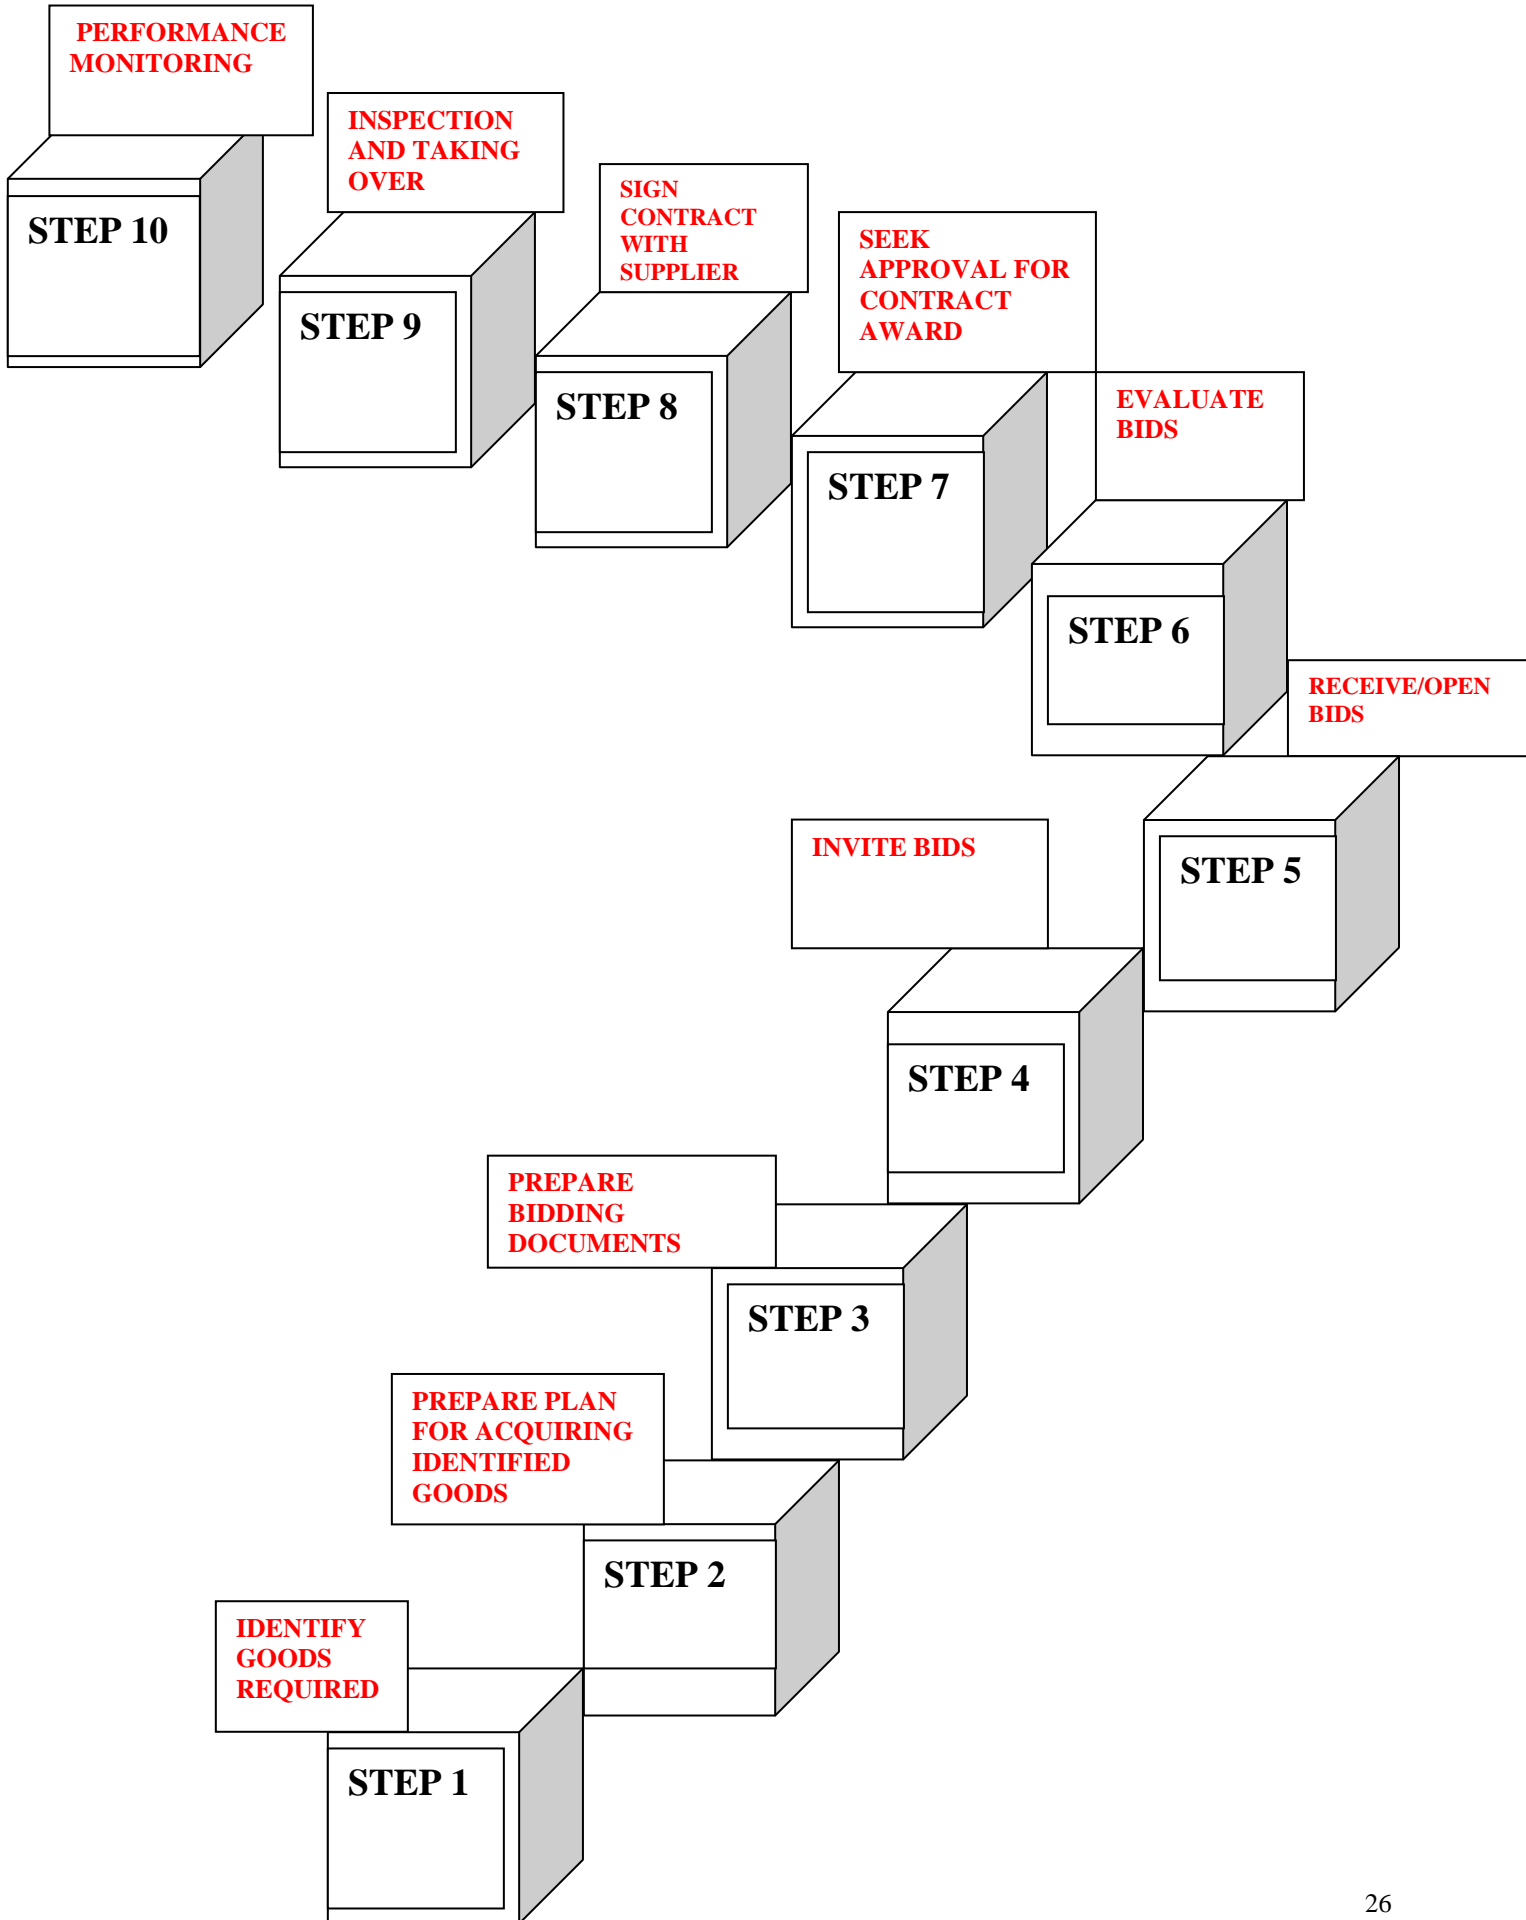 PERFORMANCE
MONITORING
STEP 10
INSPECTION
AND TAKING
OVER
STEP 9
SIGN
CONTRACT
WITH
SUPPLIER
STEP 8
SEEK
APPROVAL FOR
CONTRACT
AWARD
STEP 7
EVALUATE
BIDS
STEP 6
RECEIVE/OPEN
BIDS
STEP 5
INVITE BIDS
STEP 4
PREPARE
BIDDING
DOCUMENTS
STEP 3
PREPARE PLAN
FOR ACQUIRING
IDENTIFIED
GOODS
STEP 2
IDENTIFY
GOODS
REQUIRED
STEP 1
26